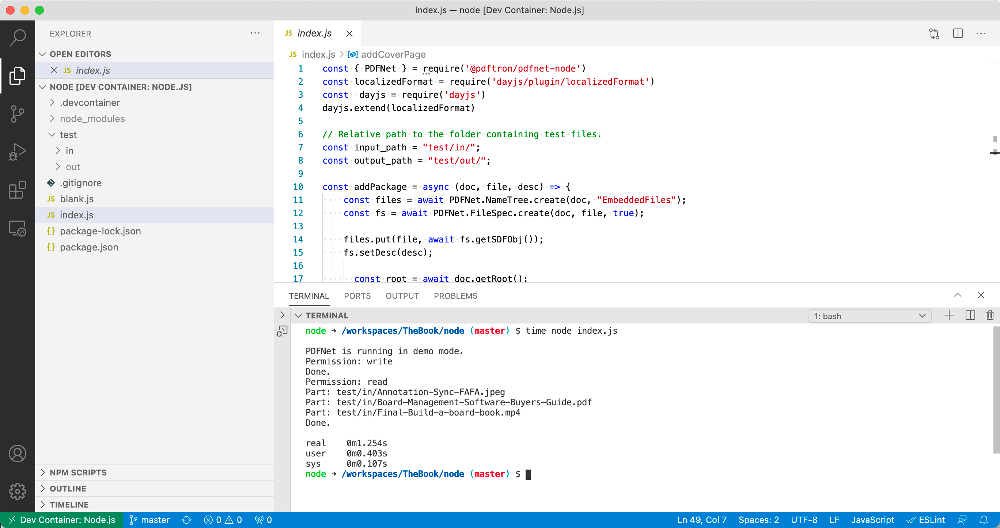 index.js — node [Dev Container: Node.js]
EXPLORER
OPEN EDITORS
JS index.js
NODE [DEV CONTAINER: NODE.JS]
.devcontainer
node_modules
test
in
out
.gitignore
JS blank.js
JS index.js
{} package-lock.json
{} package.json
NPM SCRIPTS
OUTLINE
TIMELINE
JS index.js
JS index.js > addCoverPage
1 const { PDFNet } = require('@pdftron/pdfnet-node')
2 const localizedFormat = require('dayjs/plugin/localizedFormat')
3 const  dayjs = require('dayjs')
4 dayjs.extend(localizedFormat)
5
6 // Relative path to the folder containing test files.
7 const input_path = "test/in/";
8 const output_path = "test/out/";
9
10 const addPackage = async (doc, file, desc) => {
11     const files = await PDFNet.NameTree.create(doc, "EmbeddedFiles");
12     const fs = await PDFNet.FileSpec.create(doc, file, true);
13
14     files.put(file, await fs.getSDFObj());
15     fs.setDesc(desc);
16
17       const root = await doc.getRoot();
TERMINAL PORTS OUTPUT PROBLEMS
TERMINAL 1: bash
node ➜ /workspaces/TheBook/node (master) $ time node index.js
PDFNet is running in demo mode.
Permission: write
Done.
Permission: read
Part: test/in/Annotation-Sync-FAFA.jpeg
Part: test/in/Board-Management-Software-Buyers-Guide.pdf
Part: test/in/Final-Build-a-board-book.mp4
Done.
real    0m1.254s
user    0m0.403s
sys     0m0.107s
node ➜ /workspaces/TheBook/node (master) $
Dev Container: Node.js master 0 0 0 Ln 49, Col 7 Spaces: 2 UTF-8 LF JavaScript ESLint